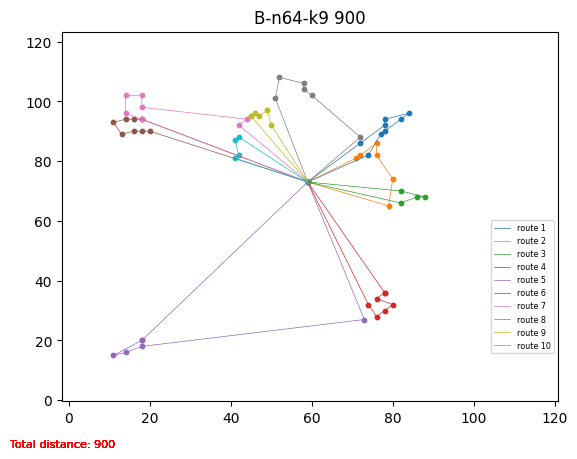 B-n64-k9 900
120
100
80
60
40
20
0
route 1
route 2
route 3
route 4
route 5
route 6
route 7
route 8
route 9
route 10
0 20 40 60 80 100 120
Total distance: 900